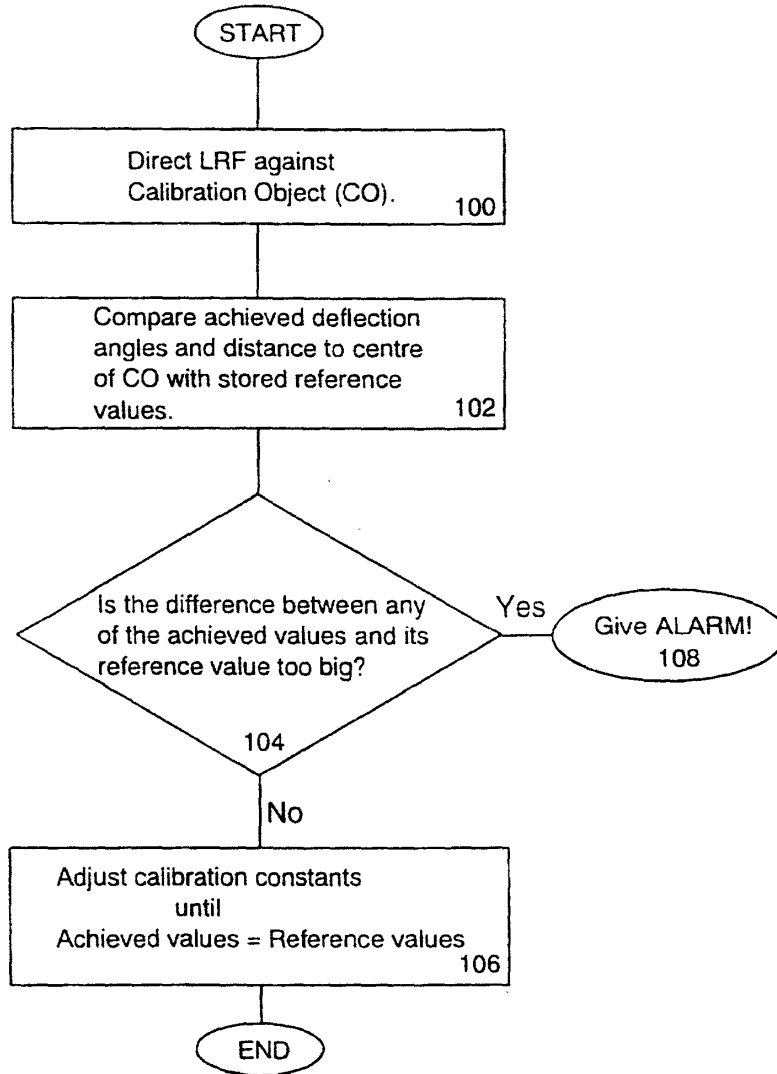 START
Direct LRF against
Calibration Object (CO).
100
Compare achieved deflection
angles and distance to centre
of CO with stored reference
values.
102
Is the difference between any
of the achieved values and its
reference value too big?
104
Yes
Give ALARM!
108
No
Adjust calibration constants
until
Achieved values = Reference values
106
END